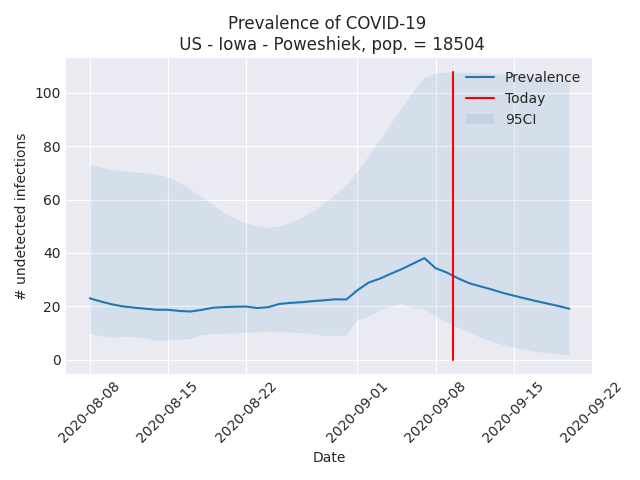 Prevalence of COVID-19
US - Iowa - Poweshiek, pop. = 18504
Prevalence
Today
95CI
# undetected infections
100
80
60
40
20
0
2020-08-08
2020-08-15
2020-08-22
2020-09-01
2020-09-08
2020-09-15
2020-09-22
Date